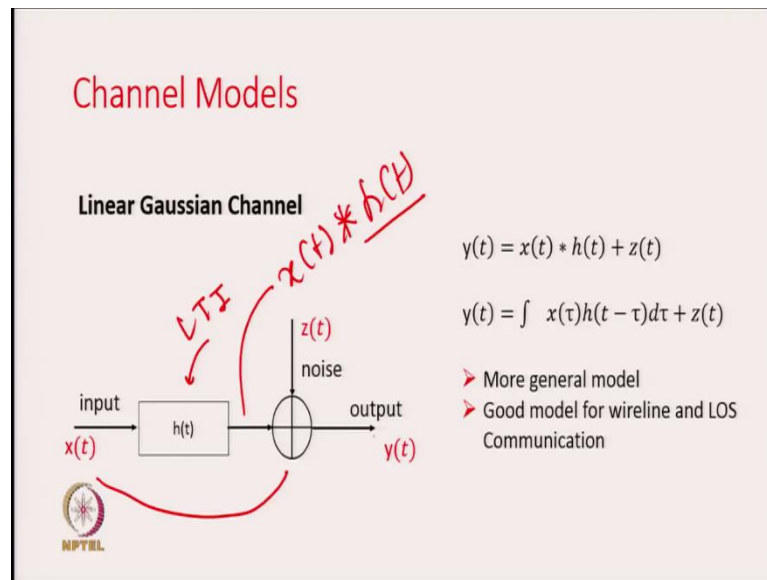 Channel Models
Linear Gaussian Channel
x(t) * h(t)
LTI
z(t)
noise
input
h(t)
output
x(t)
y(t)
y(t) = x(t) ∗ h(t) + z(t)
y(t) = ∫ x(τ)h(t − τ)dτ + z(t)
➤ More general model
➤ Good model for wireline and LOS
Communication
NPTEL